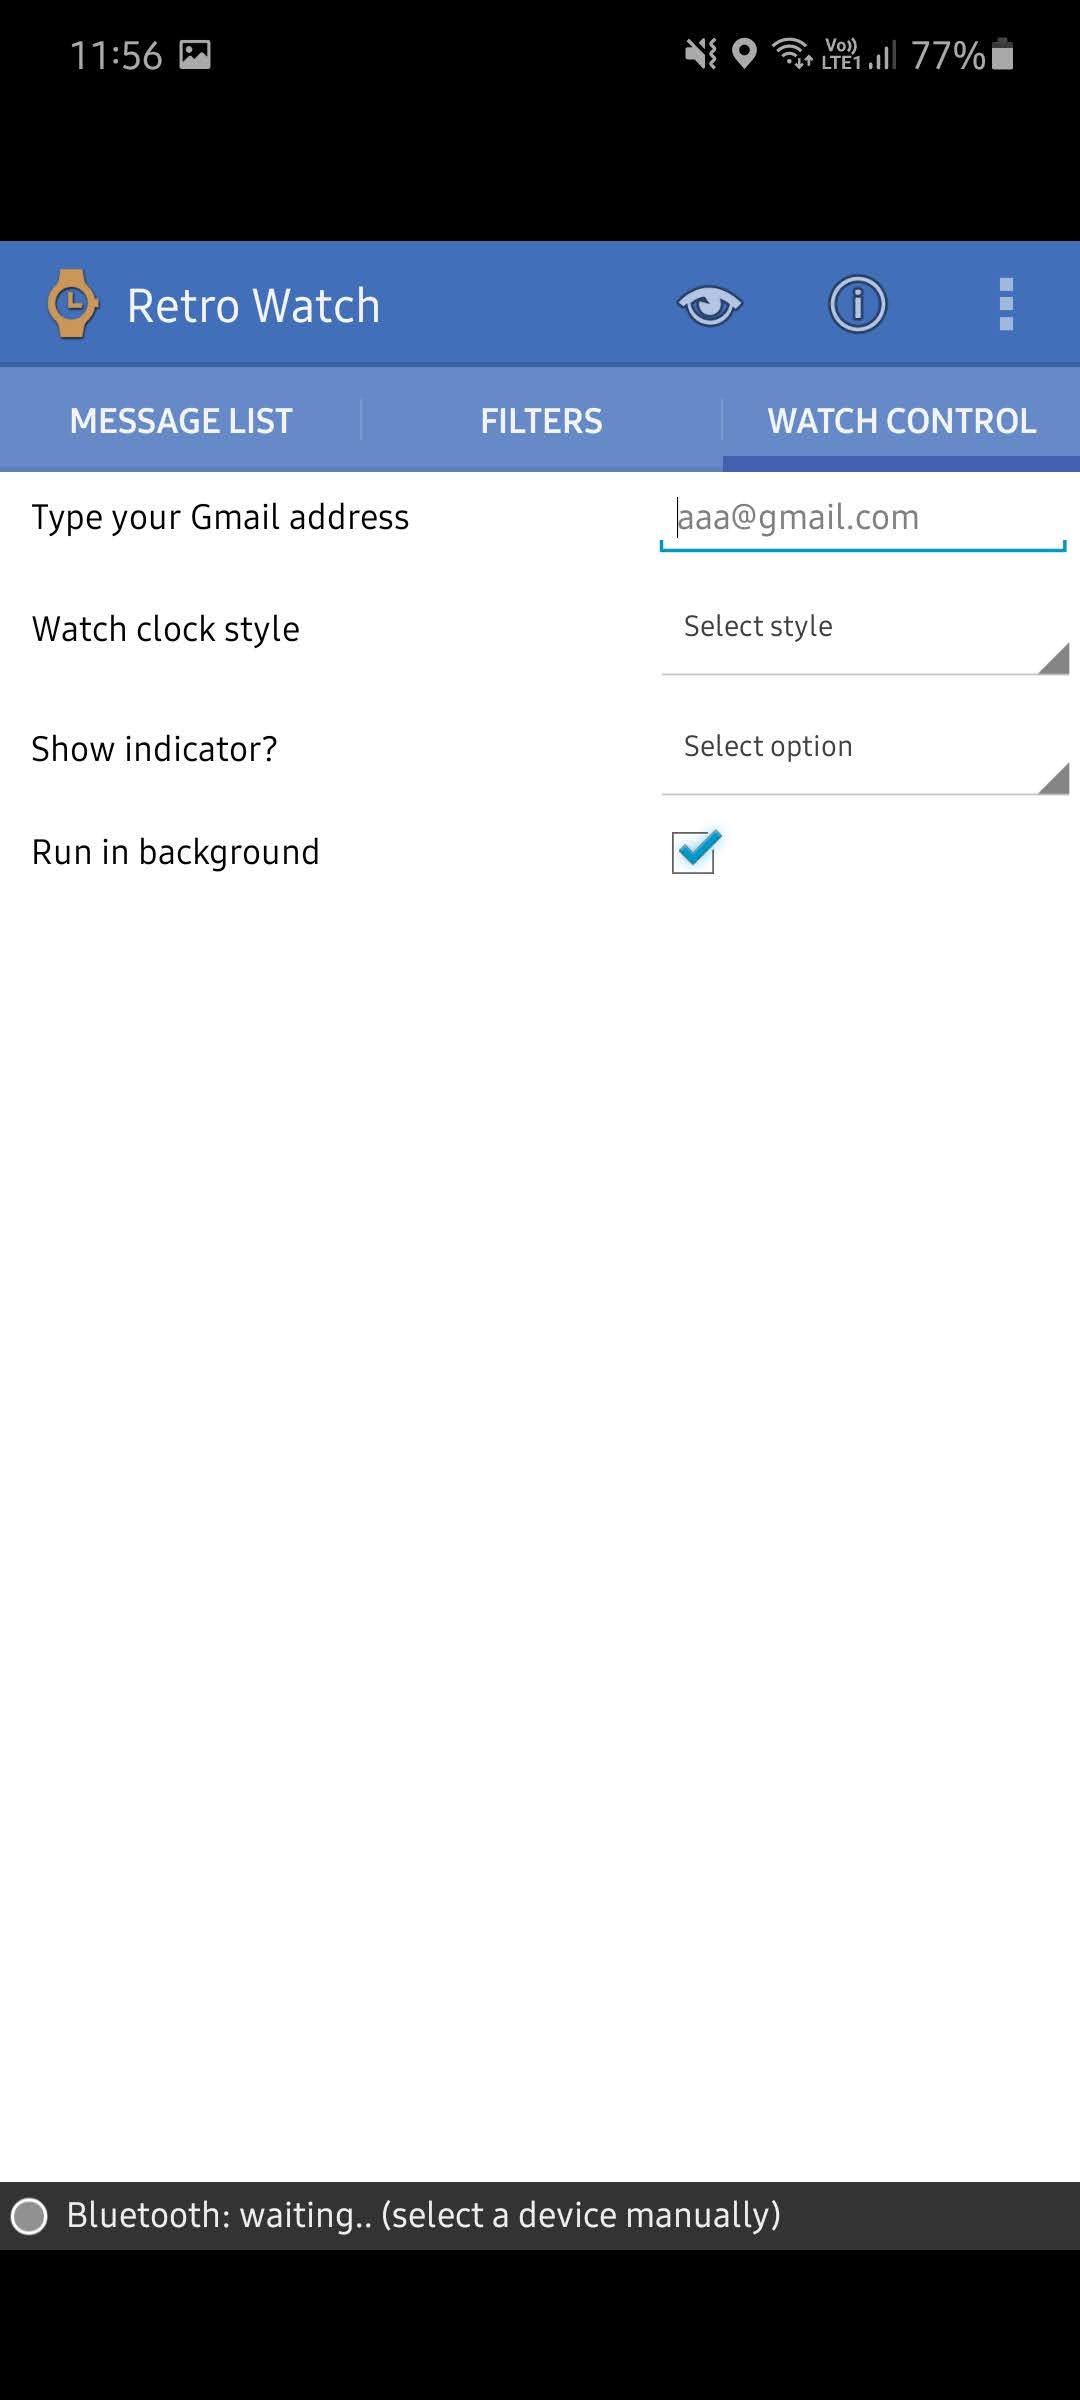 11:56 Vo)) LTE1 77%
Retro Watch
MESSAGE LIST FILTERS WATCH CONTROL
Type your Gmail address aaa@gmail.com
Watch clock style Select style
Show indicator? Select option
Run in background
Bluetooth: waiting.. (select a device manually)